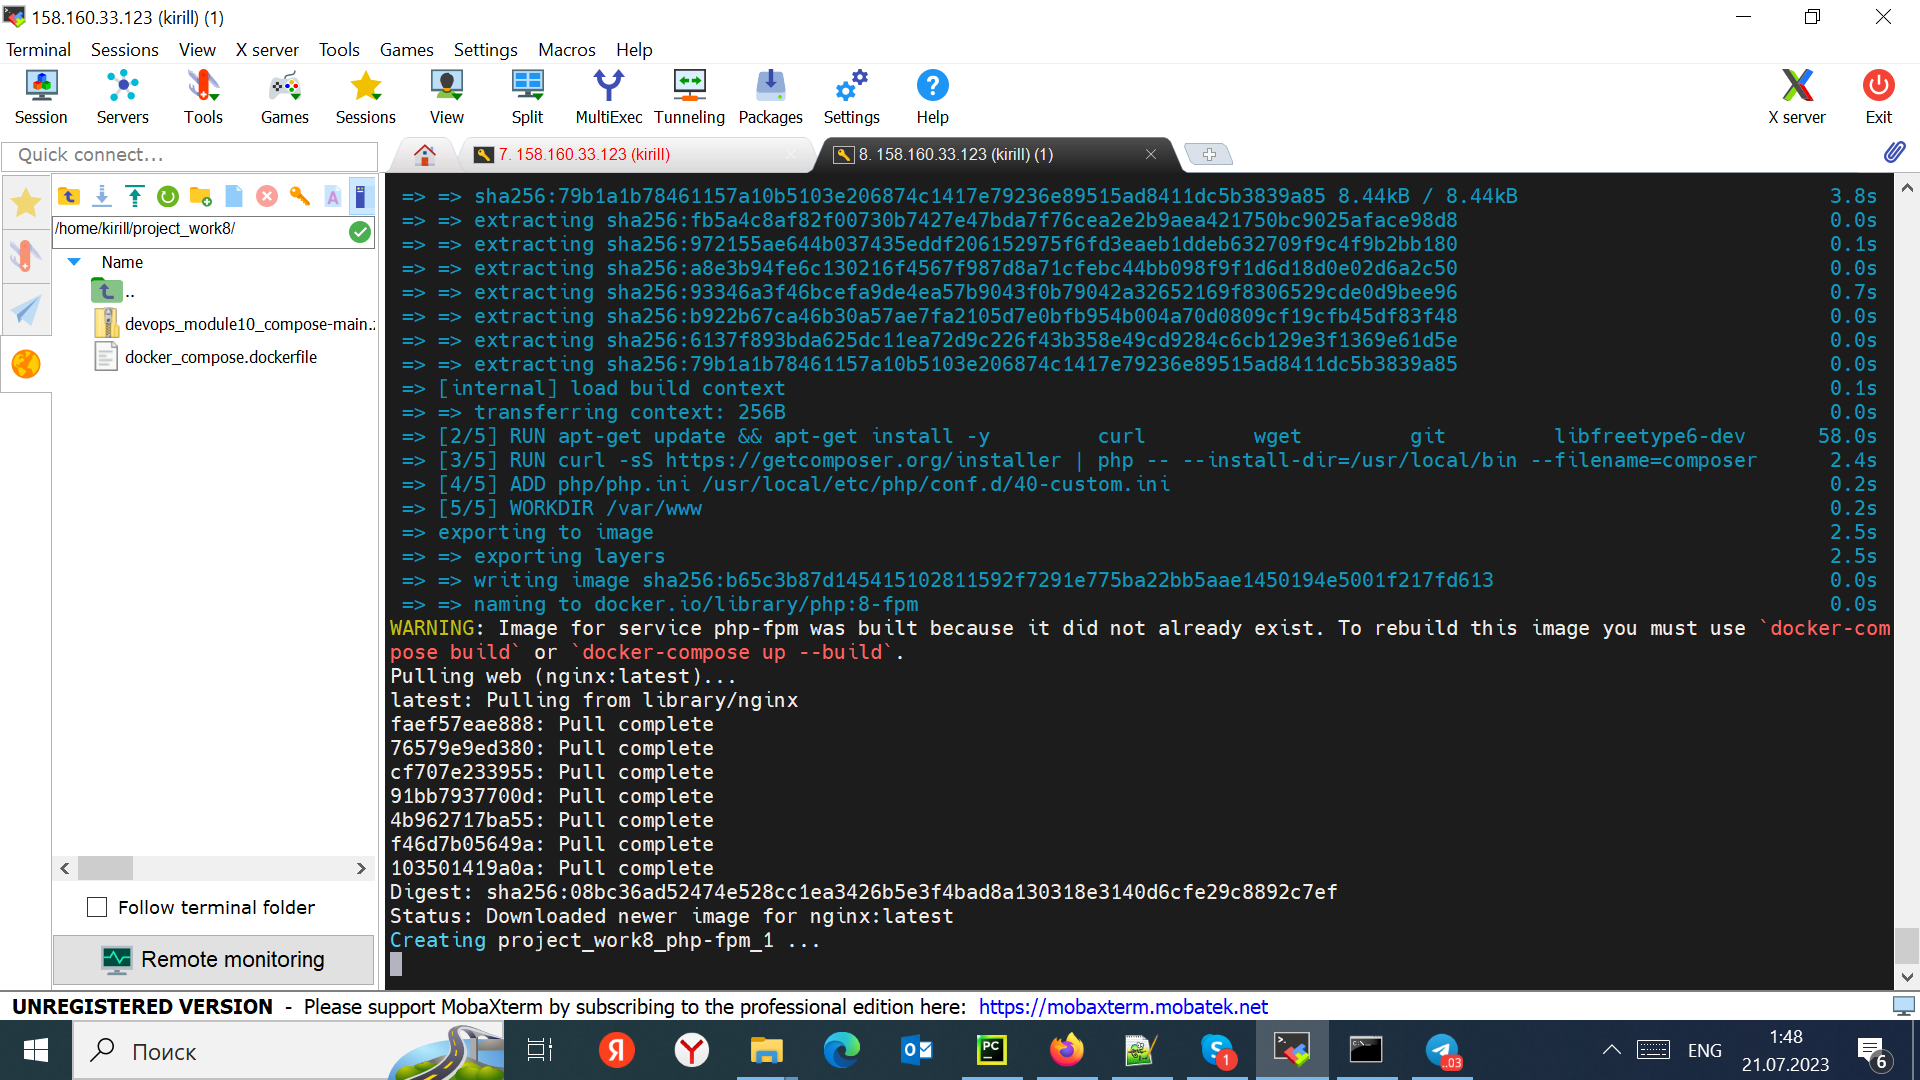 158.160.33.123 (kirill) (1)
Terminal Sessions View X server Tools Games Settings Macros Help
Session Servers Tools Games Sessions View Split MultiExec Tunneling Packages Settings Help X server Exit
Quick connect...
7. 158.160.33.123 (kirill)
8. 158.160.33.123 (kirill) (1)
/home/kirill/project_work8/
Name
..
devops_module10_compose-main.z
docker_compose.dockerfile
Follow terminal folder
Remote monitoring
=> => sha256:79b1a1b78461157a10b5103e206874c1417e79236e89515ad8411dc5b3839a85 8.44kB / 8.44kB 3.8s
=> => extracting sha256:fb5a4c8af82f00730b7427e47bda7f76cea2e2b9aea421750bc9025aface98d8 0.0s
=> => extracting sha256:972155ae644b037435eddf206152975f6fd3eaeb1ddeb632709f9c4f9b2bb180 0.1s
=> => extracting sha256:a8e3b94fe6c130216f4567f987d8a71cfebc44bb098f9f1d6d18d0e02d6a2c50 0.0s
=> => extracting sha256:93346a3f46bcefa9de4ea57b9043f0b79042a32652169f8306529cde0d9bee96 0.7s
=> => extracting sha256:b922b67ca46b30a57ae7fa2105d7e0bfb954b004a70d0809cf19cfb45df83f48 0.0s
=> => extracting sha256:6137f893bda625dc11ea72d9c226f43b358e49cd9284c6cb129e3f1369e61d5e 0.0s
=> => extracting sha256:79b1a1b78461157a10b5103e206874c1417e79236e89515ad8411dc5b3839a85 0.0s
=> [internal] load build context 0.1s
=> => transferring context: 256B 0.0s
=> [2/5] RUN apt-get update && apt-get install -y curl wget git libfreetype6-dev 58.0s
=> [3/5] RUN curl -sS https://getcomposer.org/installer | php -- --install-dir=/usr/local/bin --filename=composer 2.4s
=> [4/5] ADD php/php.ini /usr/local/etc/php/conf.d/40-custom.ini 0.2s
=> [5/5] WORKDIR /var/www 0.2s
=> exporting to image 2.5s
=> => exporting layers 2.5s
=> => writing image sha256:b65c3b87d145415102811592f7291e775ba22bb5aae1450194e5001f217fd613 0.0s
=> => naming to docker.io/library/php:8-fpm 0.0s
WARNING: Image for service php-fpm was built because it did not already exist. To rebuild this image you must use `docker-com
pose build` or `docker-compose up --build`.
Pulling web (nginx:latest)...
latest: Pulling from library/nginx
faef57eae888: Pull complete
76579e9ed380: Pull complete
cf707e233955: Pull complete
91bb7937700d: Pull complete
4b962717ba55: Pull complete
f46d7b05649a: Pull complete
103501419a0a: Pull complete
Digest: sha256:08bc36ad52474e528cc1ea3426b5e3f4bad8a130318e3140d6cfe29c8892c7ef
Status: Downloaded newer image for nginx:latest
Creating project_work8_php-fpm_1 ...
UNREGISTERED VERSION - Please support MobaXterm by subscribing to the professional edition here: https://mobaxterm.mobatek.net
Поиск
ENG
1:48
21.07.2023
6